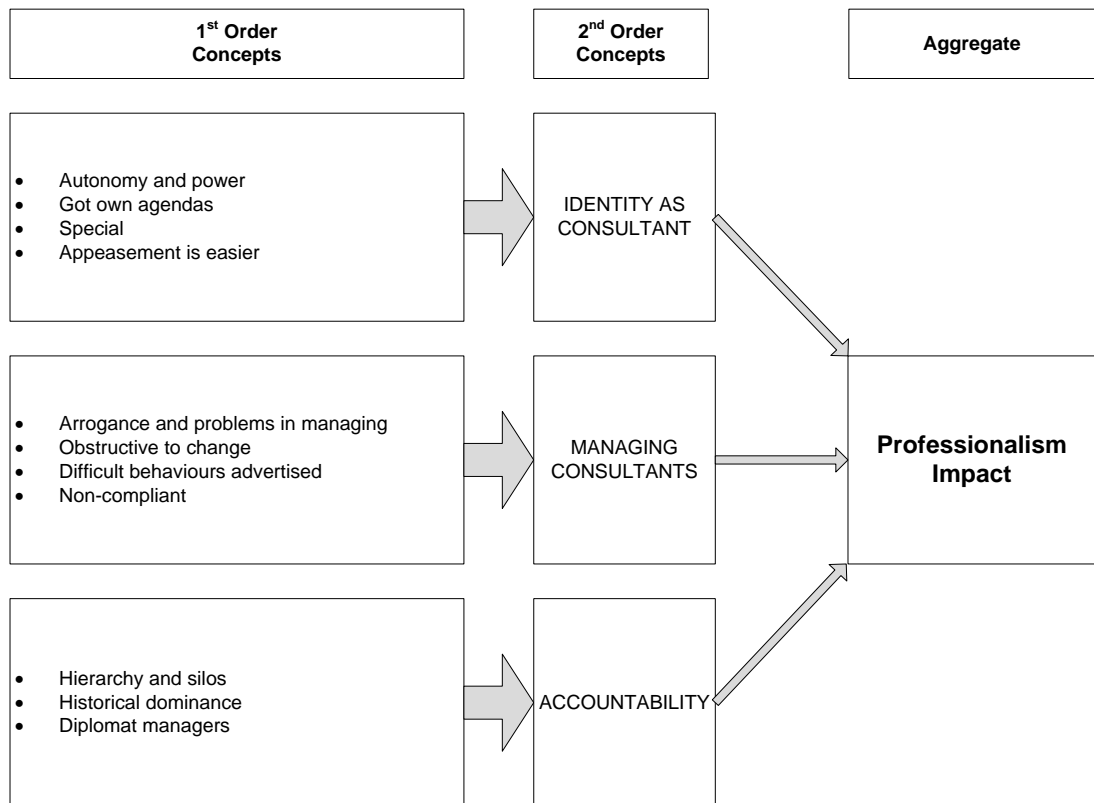 1st Order
Concepts
2nd Order
Concepts
Aggregate
• Autonomy and power
• Got own agendas
• Special
• Appeasement is easier
IDENTITY AS
CONSULTANT
• Arrogance and problems in managing
• Obstructive to change
• Difficult behaviours advertised
• Non-compliant
MANAGING
CONSULTANTS
Professionalism
Impact
• Hierarchy and silos
• Historical dominance
• Diplomat managers
ACCOUNTABILITY